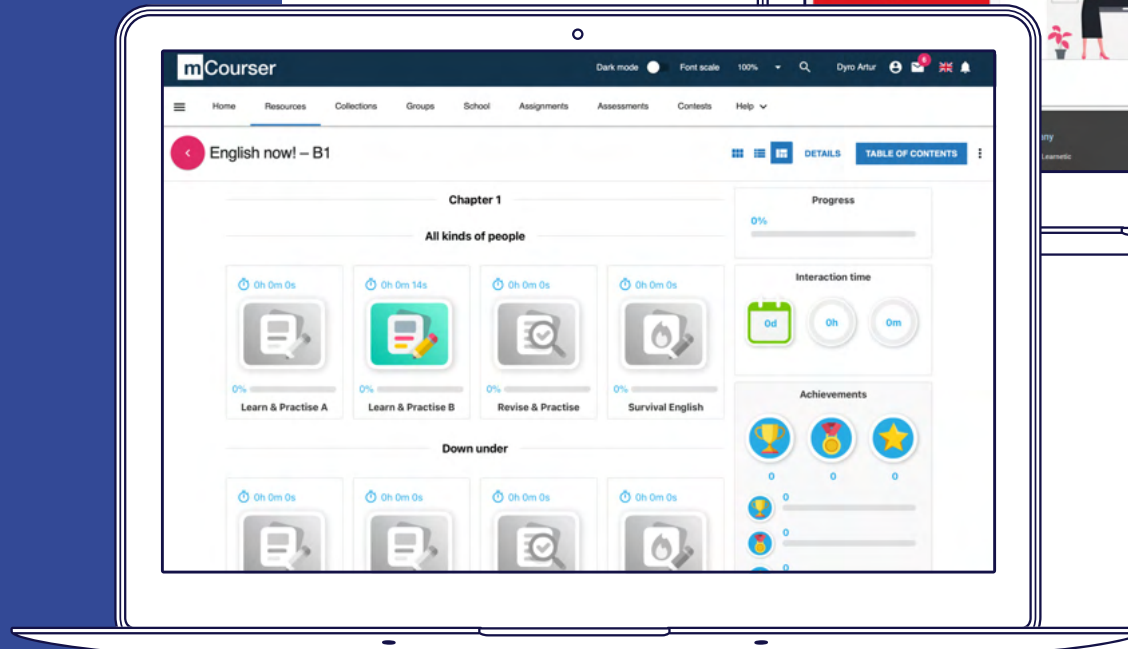 mCourser
Dark mode Font scale 100% Dyro Artur 6
Home Resources Collections Groups School Assignments Assessments Contests Help
English now! – B1
DETAILS TABLE OF CONTENTS
Chapter 1
All kinds of people
0h 0m 0s 0h 0m 14s 0h 0m 0s 0h 0m 0s
0% 0% 0% 0%
Learn & Practise A Learn & Practise B Revise & Practise Survival English
Down under
0h 0m 0s 0h 0m 0s 0h 0m 0s 0h 0m 0s
Progress
0%
Interaction time
0d 0h 0m
Achievements
0 0 0
0
0
0
Learnetic